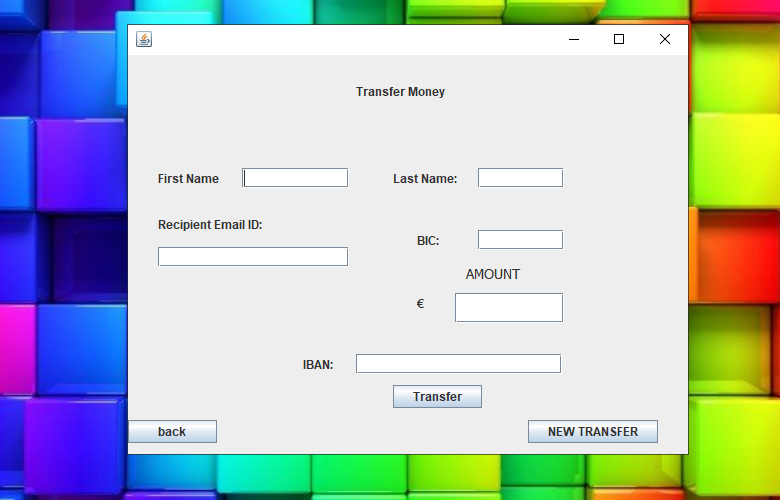 Transfer Money
First Name
Last Name:
Recipient Email ID:
BIC:
AMOUNT
€
IBAN:
Transfer
back
NEW TRANSFER